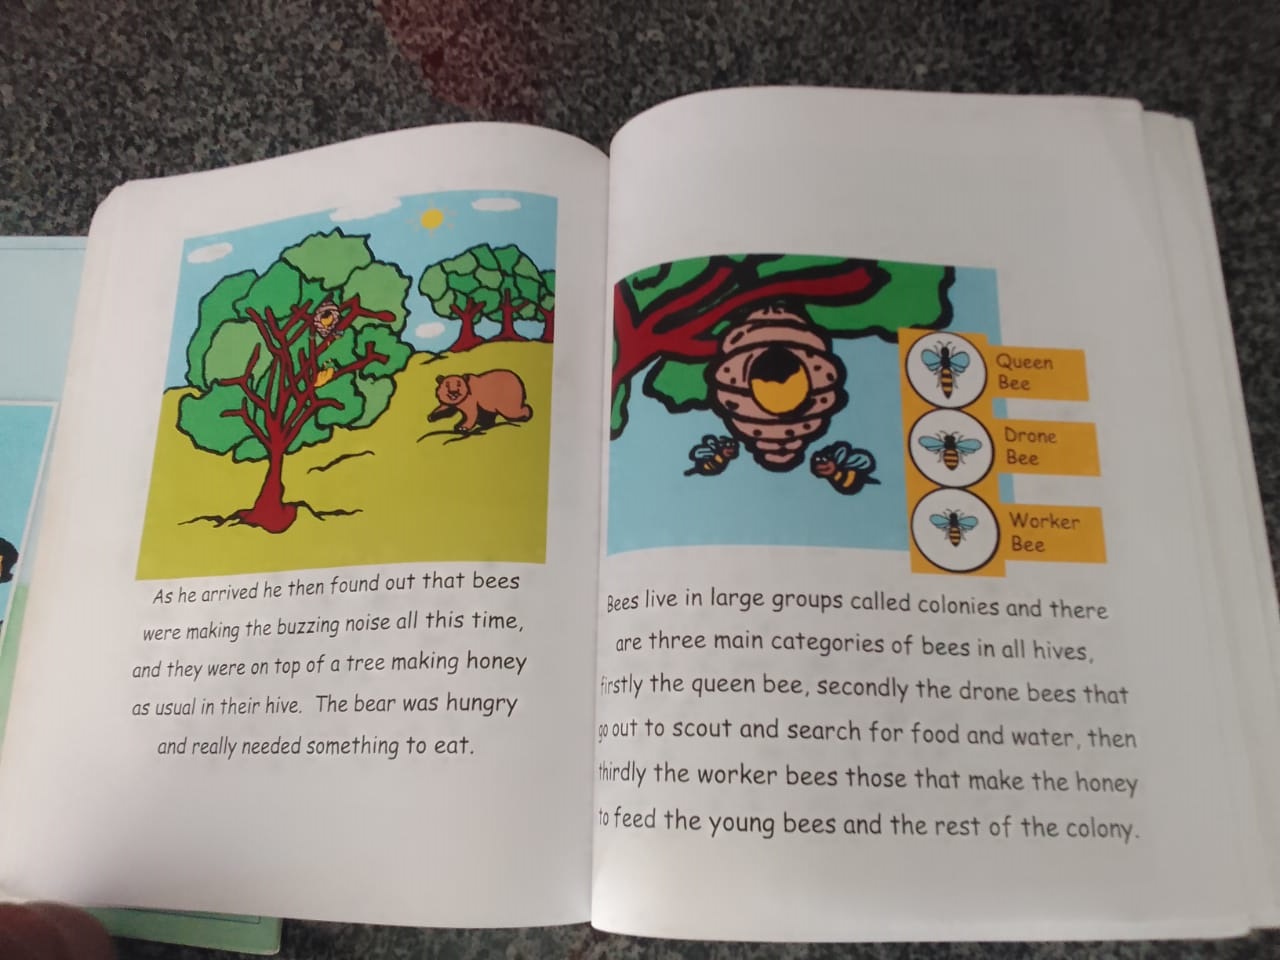 As he arrived he then found out that bees
were making the buzzing noise all this time,
and they were on top of a tree making honey
as usual in their hive. The bear was hungry
and really needed something to eat.
Queen
Bee
Drone
Bee
Worker
Bee
Bees live in large groups called colonies and there
are three main categories of bees in all hives,
firstly the queen bee, secondly the drone bees that
go out to scout and search for food and water, then
thirdly the worker bees those that make the honey
to feed the young bees and the rest of the colony.